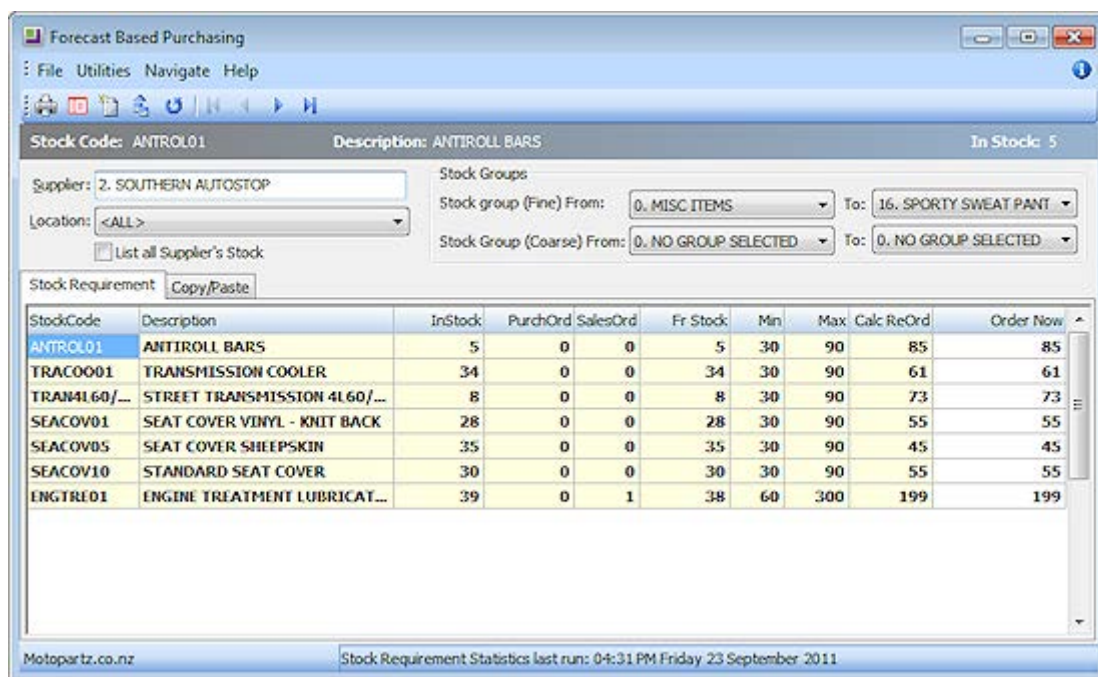 Forecast Based Purchasing
File Utilities Navigate Help
Stock Code: ANTROL01 Description: ANTIROLL BARS In Stock: 5
Supplier: 2. SOUTHERN AUTOSTOP
Location: <ALL>
List all Supplier's Stock
Stock Groups
Stock group (Fine) From: 0. MISC ITEMS To: 16. SPORTY SWEAT PANT
Stock Group (Coarse) From: 0. NO GROUP SELECTED To: 0. NO GROUP SELECTED
Stock Requirement Copy/Paste
StockCode Description InStock PurchOrd SalesOrd Fr Stock Min Max Calc ReOrd Order Now
ANTROL01 ANTIROLL BARS 5 0 0 5 30 90 85 85
TRACOO01 TRANSMISSION COOLER 34 0 0 34 30 90 61 61
TRAN4L60/... STREET TRANSMISSION 4L60/... 8 0 0 8 30 90 73 73
SEACOV01 SEAT COVER VINYL - KNIT BACK 28 0 0 28 30 90 55 55
SEACOV05 SEAT COVER SHEEPSKIN 35 0 0 35 30 90 45 45
SEACOV10 STANDARD SEAT COVER 30 0 0 30 30 90 55 55
ENGTRE01 ENGINE TREATMENT LUBRICAT... 39 0 1 38 60 300 199 199
Motopartz.co.nz Stock Requirement Statistics last run: 04:31 PM Friday 23 September 2011